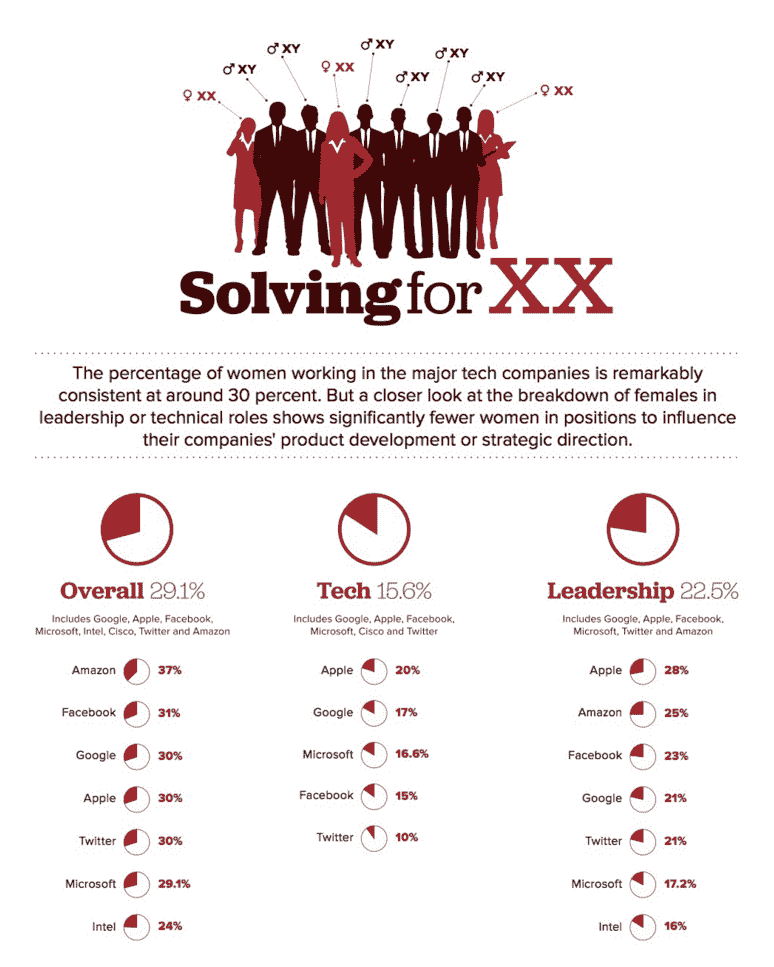 ♂ XY
♂ XY
♂ XY
♂ XY
♀ XX
♂ XY
♂ XY
♀ XX
♀ XX
Solving for XX
The percentage of women working in the major tech companies is remarkably
consistent at around 30 percent. But a closer look at the breakdown of females in
leadership or technical roles shows significantly fewer women in positions to influence
their companies' product development or strategic direction.
Overall 29.1%
Includes Google, Apple, Facebook,
Microsoft, Intel, Cisco, Twitter and Amazon
Amazon 37%
Facebook 31%
Google 30%
Apple 30%
Twitter 30%
Microsoft 29.1%
Intel 24%
Tech 15.6%
Includes Google, Apple, Facebook,
Microsoft, Cisco and Twitter
Apple 20%
Google 17%
Microsoft 16.6%
Facebook 15%
Twitter 10%
Leadership 22.5%
Includes Google, Apple, Facebook,
Microsoft, Twitter and Amazon
Apple 28%
Amazon 25%
Facebook 23%
Google 21%
Twitter 21%
Microsoft 17.2%
Intel 16%